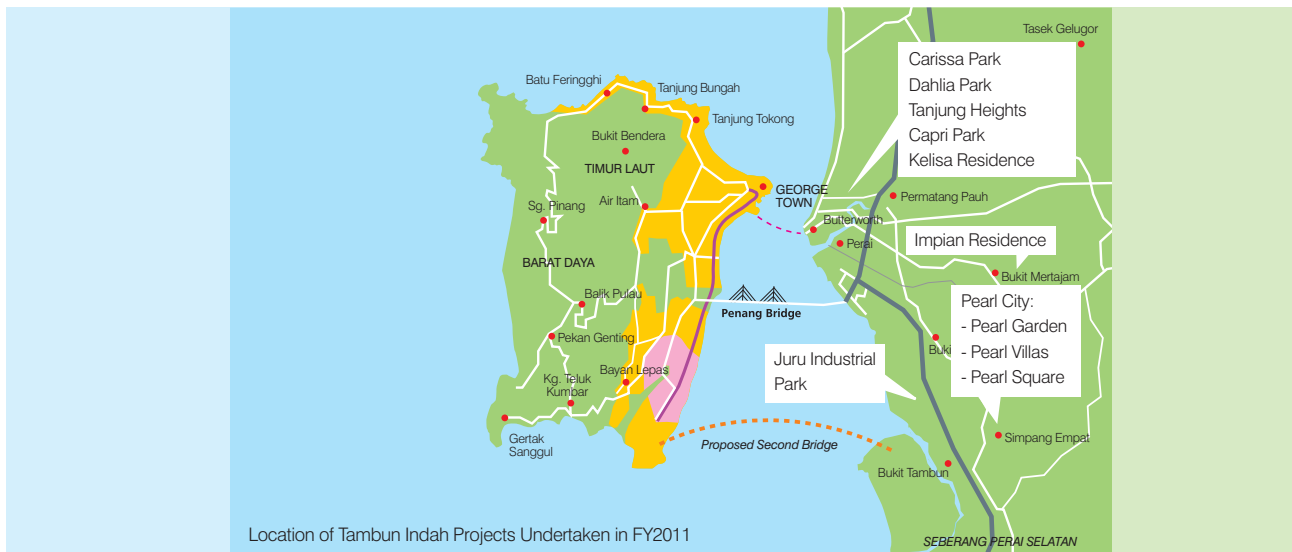 Tasek Gelugor
Carissa Park
Dahlia Park
Tanjung Heights
Capri Park
Kelisa Residence
Batu Feringghi
Tanjung Bungah
Tanjung Tokong
Bukit Bendera
TIMUR LAUT
GEORGE
TOWN
Air Itam
Sg. Pinang
Permatang Pauh
Butterworth
Perai
Impian Residence
BARAT DAYA
Bukit Mertajam
Balik Pulau
Penang Bridge
Pearl City:
- Pearl Garden
- Pearl Villas
- Pearl Square
Pekan Genting
Juru Industrial
Park
Bayan Lepas
Kg. Teluk
Kumbar
Gertak
Sanggul
Proposed Second Bridge
Simpang Empat
Bukit Tambun
Location of Tambun Indah Projects Undertaken in FY2011
SEBERANG PERAI SELATAN